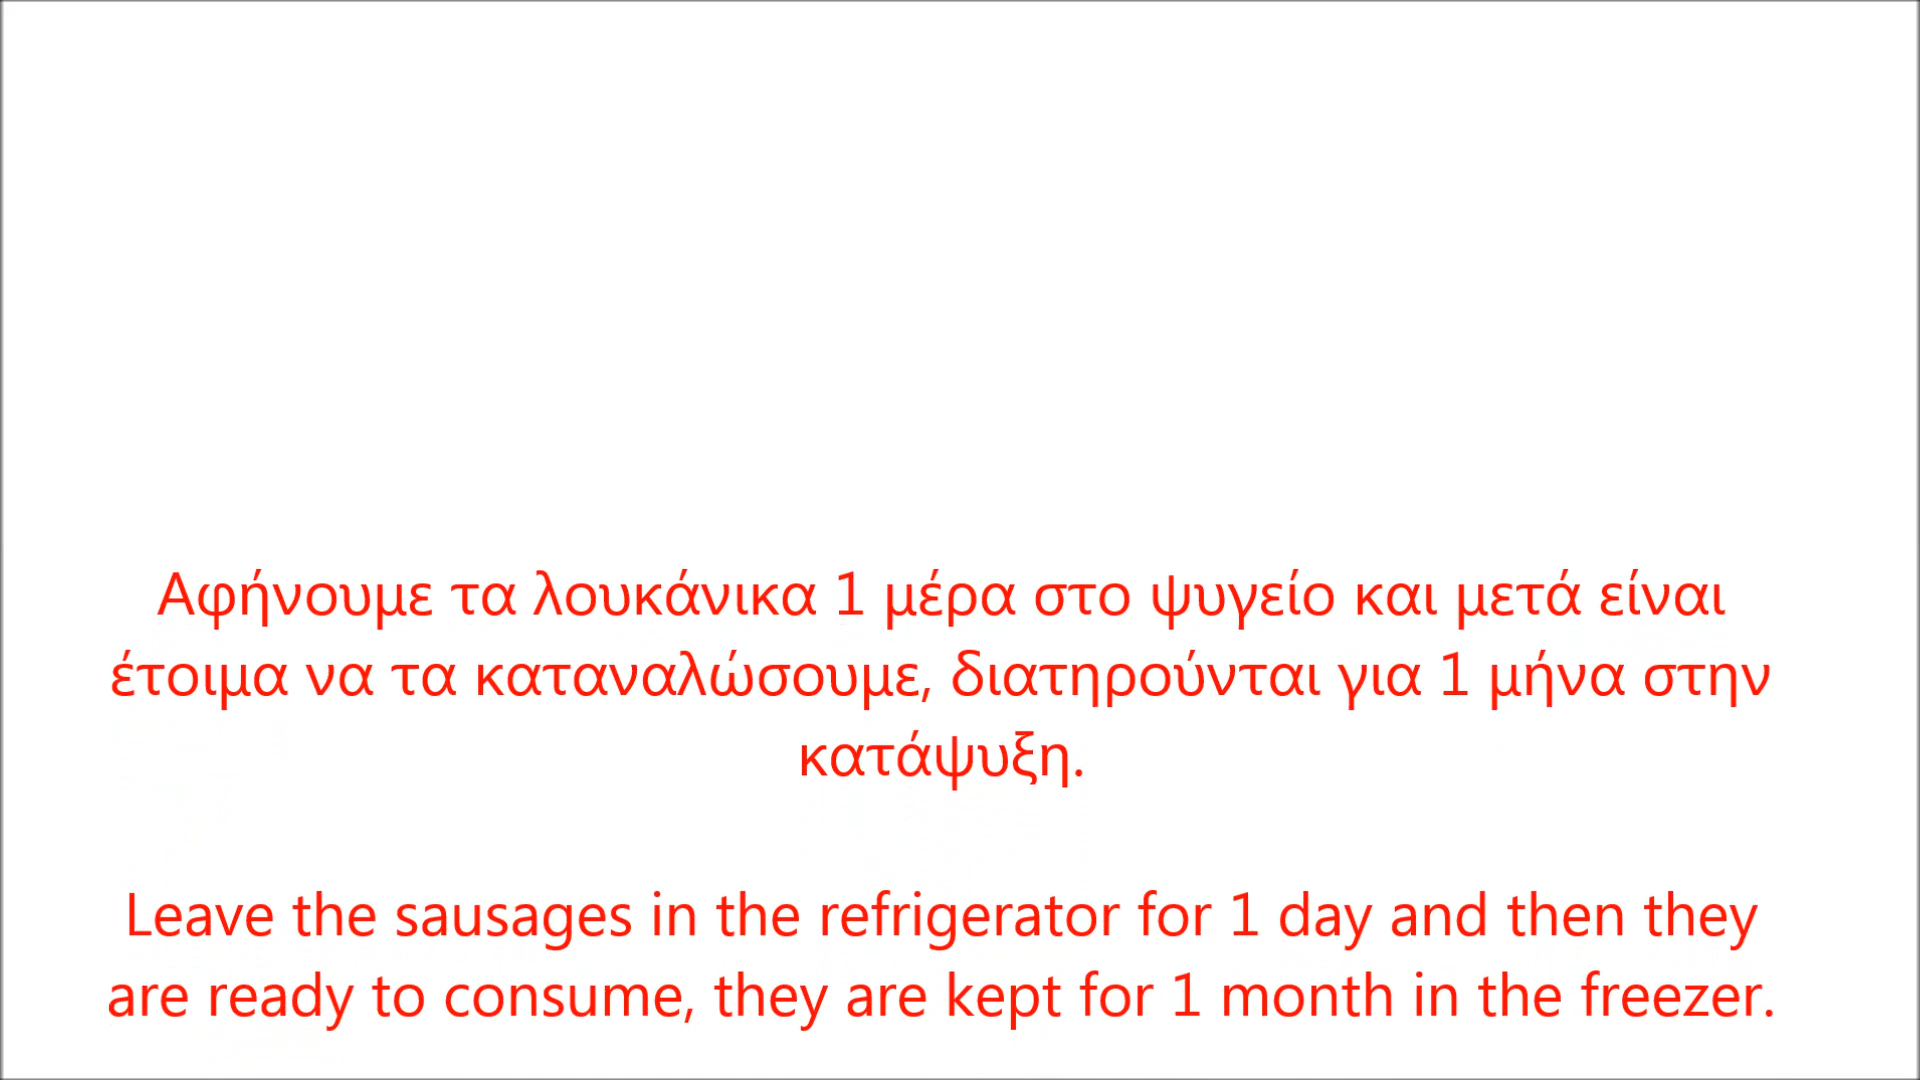 Αφήνουμε τα λουκάνικα 1 μέρα στο ψυγείο και μετά είναι
έτοιμα να τα καταναλώσουμε, διατηρούνται για 1 μήνα στην
κατάψυξη.
Leave the sausages in the refrigerator for 1 day and then they
are ready to consume, they are kept for 1 month in the freezer.